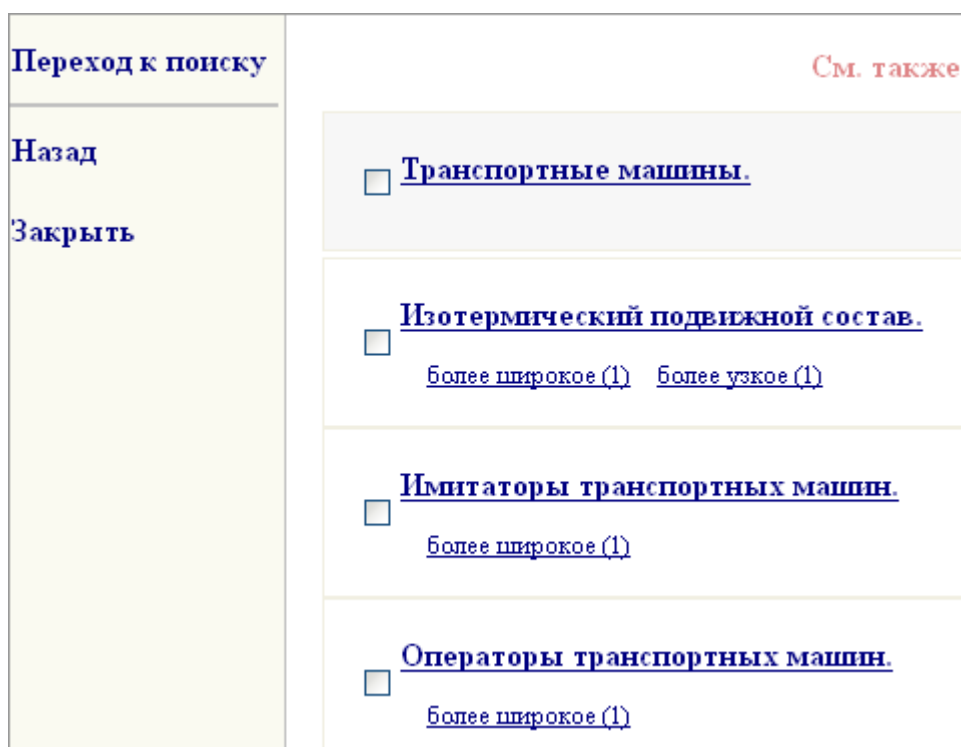 Переход к поиску
Назад
Закрыть
См. также
Транспортные машины.
Изотермический подвижной состав.
более широкое (1) более узкое (1)
Имитаторы транспортных машин.
более широкое (1)
Операторы транспортных машин.
более широкое (1)